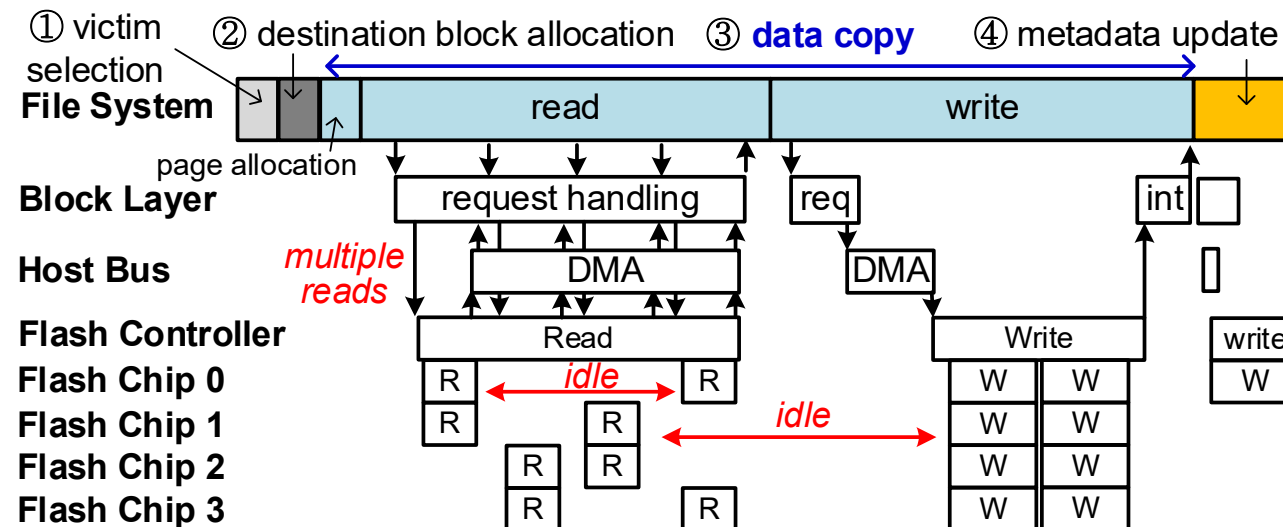 ① victim selection
② destination block allocation
③ data copy
④ metadata update
File System
read
write
page allocation
Block Layer
request handling
req
int
multiple
reads
Host Bus
DMA
DMA
Flash Controller
Read
Write
write
Flash Chip 0
R
idle
R
W
W
W
Flash Chip 1
R
R
idle
W
W
Flash Chip 2
R
R
W
W
Flash Chip 3
R
R
W
W